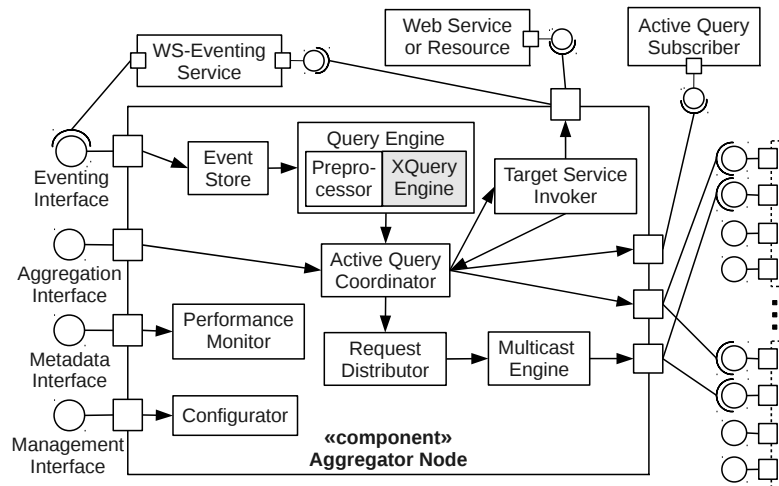 WS-Eventing
Service
Web Service
or Resource
Active Query
Subscriber
Eventing
Interface
Event
Store
Query Engine
Prepro-
cessor
XQuery
Engine
Target Service
Invoker
Aggregation
Interface
Active Query
Coordinator
Metadata
Interface
Performance
Monitor
Request
Distributor
Multicast
Engine
Management
Interface
Configurator
«component»
Aggregator Node